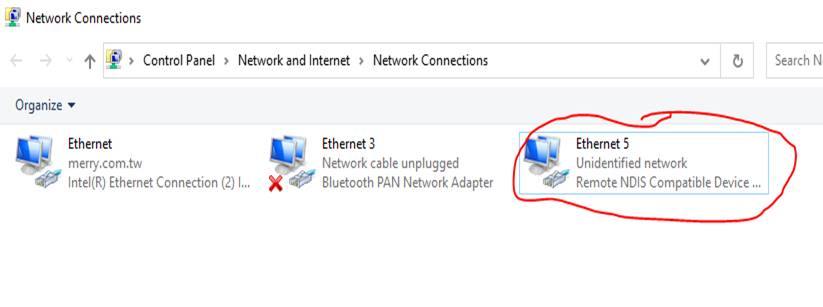 Network Connections
Control Panel > Network and Internet > Network Connections
Search N
Organize
Ethernet
merry.com.tw
Intel(R) Ethernet Connection (2) I...
Ethernet 3
Network cable unplugged
Bluetooth PAN Network Adapter
Ethernet 5
Unidentified network
Remote NDIS Compatible Device ...